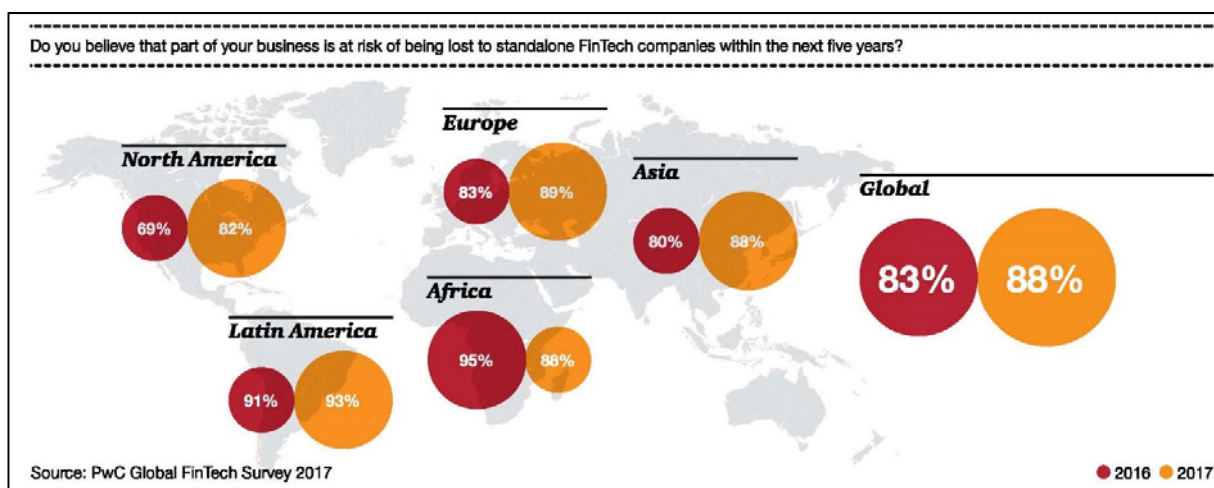 Do you believe that part of your business is at risk of being lost to standalone FinTech companies within the next five years?
North America
69%
82%
Europe
83%
89%
Asia
80%
88%
Global
83%
88%
Latin America
91%
93%
Africa
95%
88%
Source: PwC Global FinTech Survey 2017
2016
2017